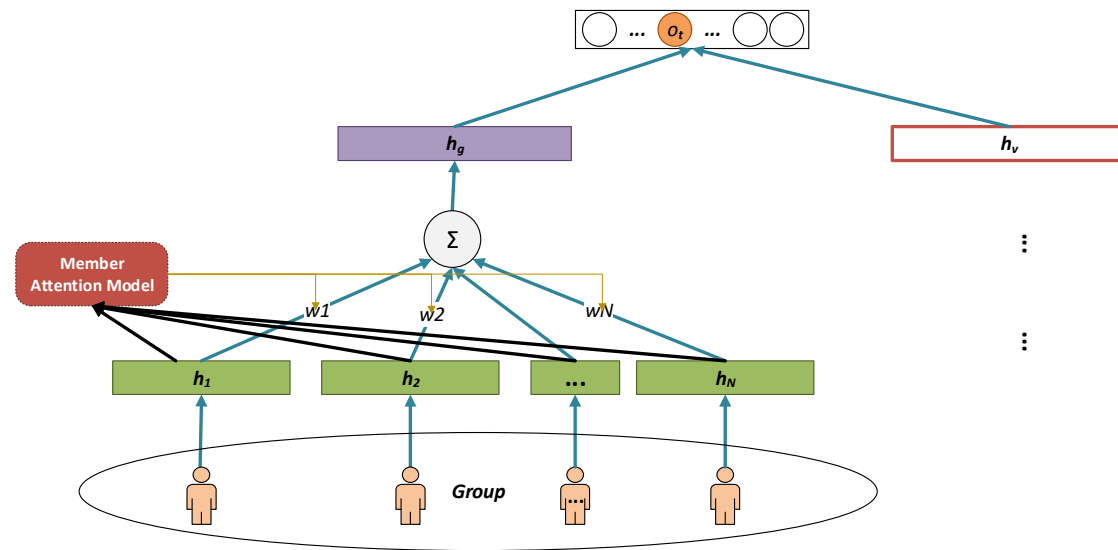 ... o_t ...
h_g
h_v
Σ
Member
Attention Model
⋮
w1
w2
wN
⋮
h_1
h_2
...
h_N
Group
...